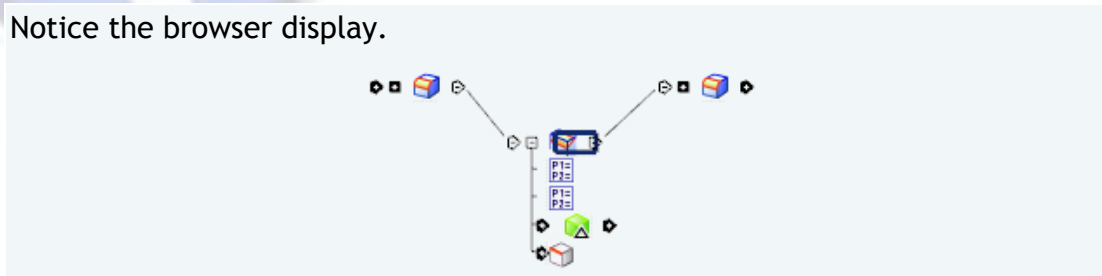 Notice the browser display.
P1=
P2=
P1=
P2=